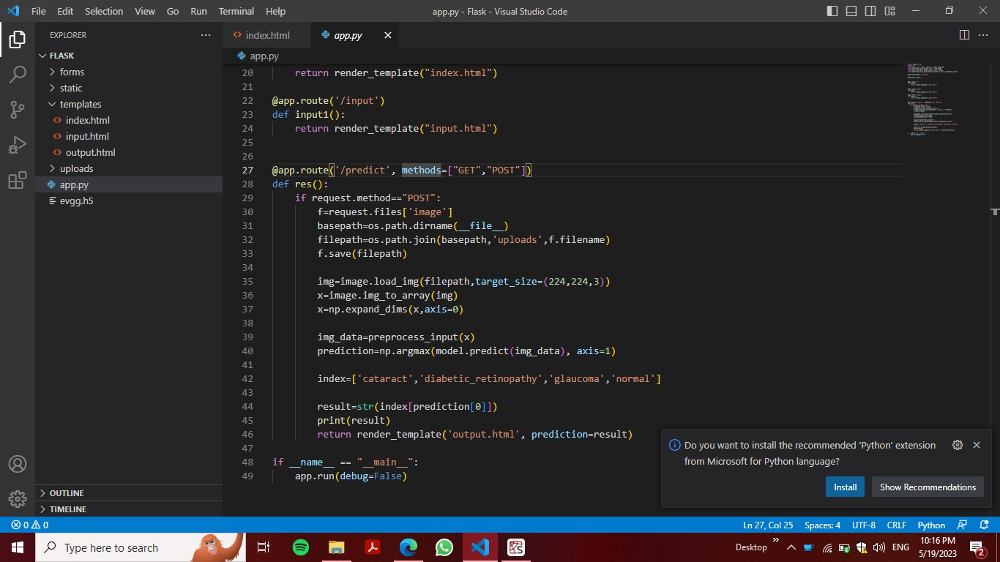 File Edit Selection View Go Run Terminal Help
app.py - Flask - Visual Studio Code
EXPLORER
FLASK
forms
static
templates
index.html
input.html
output.html
uploads
app.py
evgg.h5
OUTLINE
TIMELINE
index.html
app.py
app.py
20 return render_template("index.html")
21
22 @app.route('/input')
23 def input1():
24 return render_template("input.html")
25
26
27 @app.route('/predict', methods=["GET","POST"])
28 def res():
29 if request.method=="POST":
30 f=request.files['image']
31 basepath=os.path.dirname(__file__)
32 filepath=os.path.join(basepath,'uploads',f.filename)
33 f.save(filepath)
34
35 img=image.load_img(filepath,target_size=(224,224,3))
36 x=image.img_to_array(img)
37 x=np.expand_dims(x,axis=0)
38
39 img_data=preprocess_input(x)
40 prediction=np.argmax(model.predict(img_data), axis=1)
41
42 index=['cataract','diabetic_retinopathy','glaucoma','normal']
43
44 result=str(index[prediction[0]])
45 print(result)
46 return render_template('output.html', prediction=result)
47
48 if __name__ == "__main__":
49 app.run(debug=False)
Do you want to install the recommended 'Python' extension
from Microsoft for Python language?
Install
Show Recommendations
0 0
Ln 27, Col 25 Spaces: 4 UTF-8 CRLF Python
Type here to search
Desktop
ENG
10:16 PM
5/19/2023
2